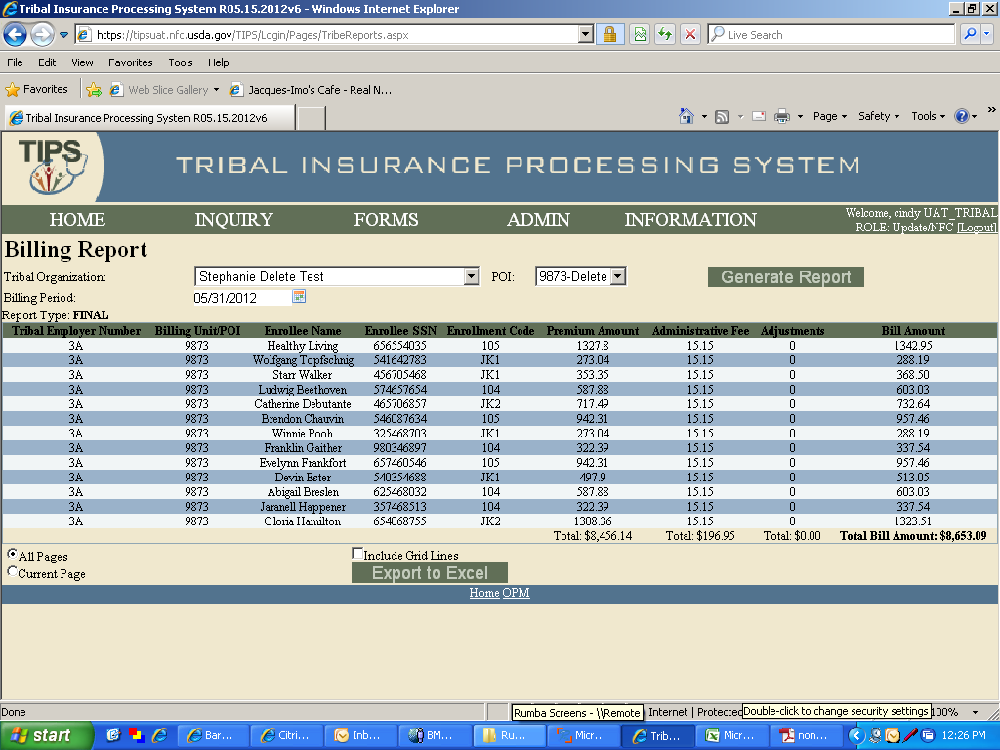 Tribal Insurance Processing System R05.15.2012v6 - Windows Internet Explorer
https://tipsuat.nfc.usda.gov/TIPS/Login/Pages/TribeReports.aspx Live Search
File Edit View Favorites Tools Help
Favorites Web Slice Gallery Jacques-Imo's Cafe - Real N...
Tribal Insurance Processing System R05.15.2012v6 Page Safety Tools »
TIPS TRIBAL INSURANCE PROCESSING SYSTEM
HOME INQUIRY FORMS ADMIN INFORMATION Welcome, cindy UAT_TRIBAL
ROLE: Update/NFC [Logout]
Billing Report
Tribal Organization: Stephanie Delete Test POI: 9873-Delete Generate Report
Billing Period: 05/31/2012
Report Type: FINAL
Tribal Employer Number Billing Unit/POI Enrollee Name Enrollee SSN Enrollment Code Premium Amount Administrative Fee Adjustments Bill Amount
3A 9873 Healthy Living 656554035 105 1327.8 15.15 0 1342.95
3A 9873 Wolfgang Topfschnig 541642783 JK1 273.04 15.15 0 288.19
3A 9873 Starr Walker 456705468 JK1 353.35 15.15 0 368.50
3A 9873 Ludwig Beethoven 574657654 104 587.88 15.15 0 603.03
3A 9873 Catherine Debutante 465706857 JK2 717.49 15.15 0 732.64
3A 9873 Brendon Chauvin 546087634 105 942.31 15.15 0 957.46
3A 9873 Winnie Pooh 325468703 JK1 273.04 15.15 0 288.19
3A 9873 Franklin Gaither 980346897 104 322.39 15.15 0 337.54
3A 9873 Evelynn Frankfort 657460546 105 942.31 15.15 0 957.46
3A 9873 Devin Ester 540354688 JK1 497.9 15.15 0 513.05
3A 9873 Abigail Breslen 625468032 104 587.88 15.15 0 603.03
3A 9873 Jaranell Happener 357468513 104 322.39 15.15 0 337.54
3A 9873 Gloria Hamilton 654068755 JK2 1308.36 15.15 0 1323.51
Total: $8,456.14 Total: $196.95 Total: $0.00 Total Bill Amount: $8,653.09
All Pages Include Grid Lines
Current Page Export to Excel
Home OPM
Done Rumba Screens - \\Remote Internet | Protected Double-click to change security settings 100%
start Bar... Citri... Inb... BM... Ru... Micr... Trib... Micr... non... 12:26 PM